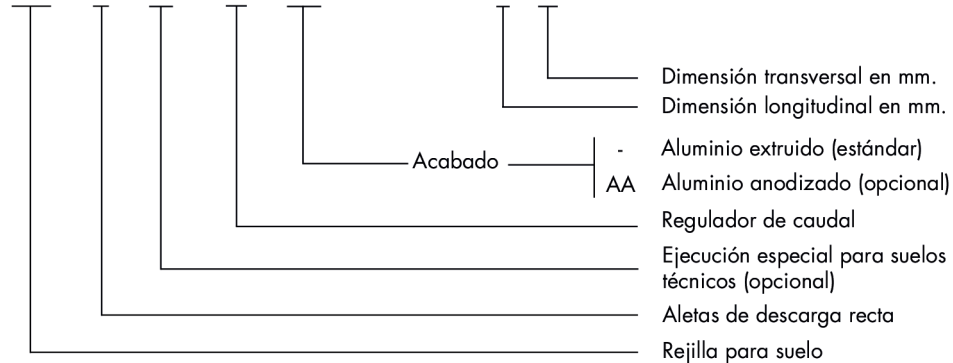 Dimensión transversal en mm.
Dimensión longitudinal en mm.
Acabado
- Aluminio extruido (estándar)
AA Aluminio anodizado (opcional)
Regulador de caudal
Ejecución especial para suelos
técnicos (opcional)
Aletas de descarga recta
Rejilla para suelo